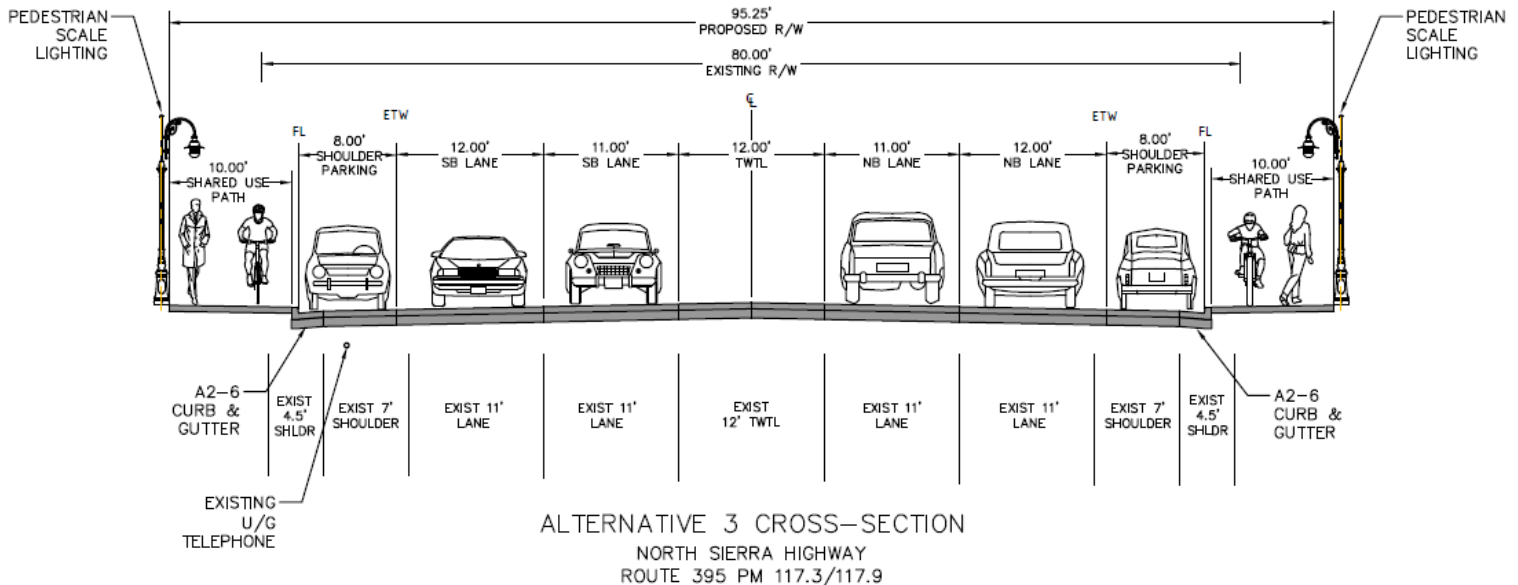 95.25'
PROPOSED R/W
PEDESTRIAN
SCALE
LIGHTING
PEDESTRIAN
SCALE
LIGHTING
80.00'
EXISTING R/W
℄
ETW
ETW
FL
FL
10.00'
SHARED USE
PATH
8.00'
SHOULDER
PARKING
12.00'
SB LANE
11.00'
SB LANE
12.00'
TWTL
11.00'
NB LANE
12.00'
NB LANE
8.00'
SHOULDER
PARKING
10.00'
SHARED USE
PATH
A2-6
CURB &
GUTTER
EXIST
4.5'
SHLDR
EXIST 7'
SHOULDER
EXIST 11'
LANE
EXIST 11'
LANE
EXIST
12' TWTL
EXIST 11'
LANE
EXIST 11'
LANE
EXIST 7'
SHOULDER
EXIST
4.5'
SHLDR
A2-6
CURB &
GUTTER
EXISTING
U/G
TELEPHONE
ALTERNATIVE 3 CROSS-SECTION
NORTH SIERRA HIGHWAY
ROUTE 395 PM 117.3/117.9